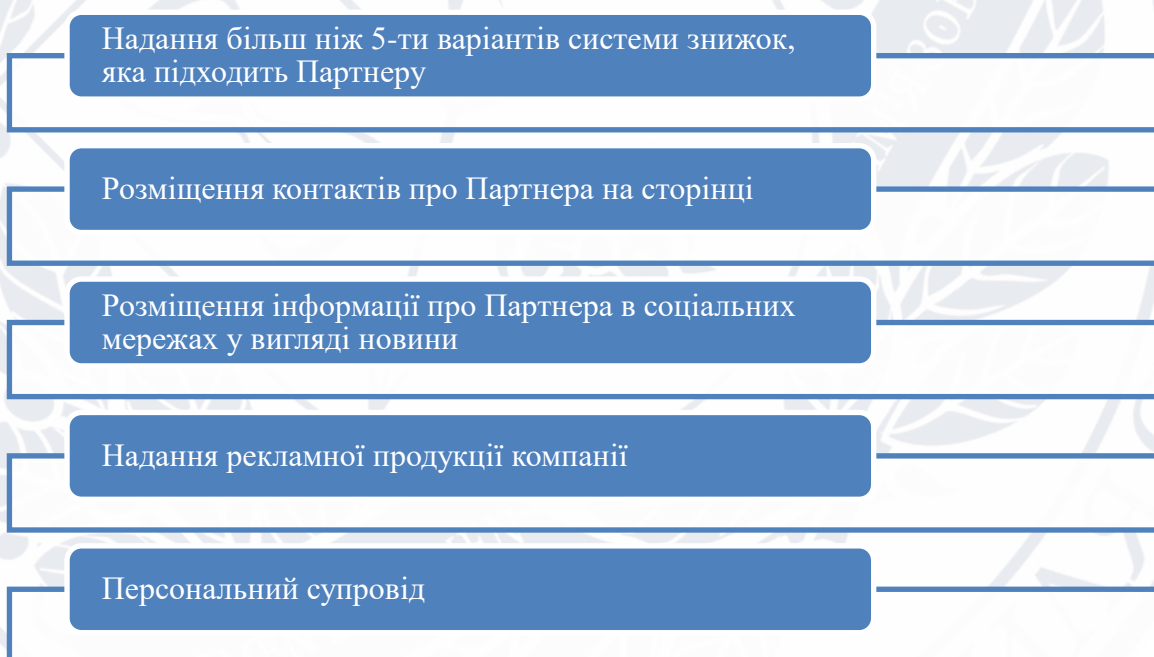 Надання більш ніж 5-ти варіантів системи знижок,
яка підходить Партнеру
Розміщення контактів про Партнера на сторінці
Розміщення інформації про Партнера в соціальних
мережах у вигляді новини
Надання рекламної продукції компанії
Персональний супровід